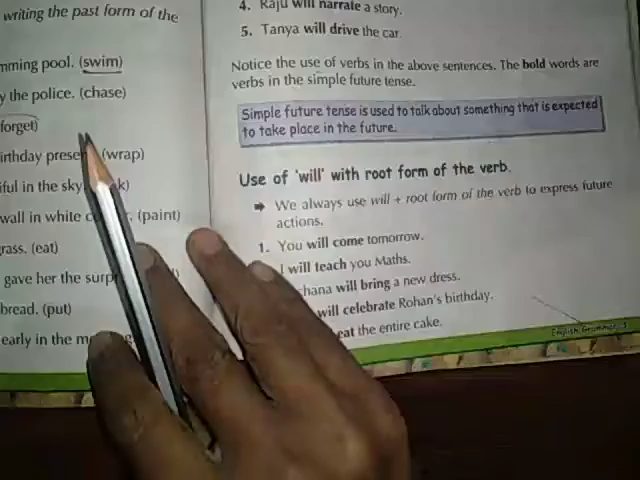 writing the past form of the
mming pool. (swim)
y the police. (chase)
forget)
irthday prese (wrap)
iful in the sky k)
wall in white c . (paint)
rass. (eat)
gave her the surp
bread. (put)
early in the m g
4. Raju will narrate a story.
5. Tanya will drive the car.
Notice the use of verbs in the above sentences. The bold words are
verbs in the simple future tense.
Simple future tense is used to talk about something that is expected
to take place in the future.
Use of 'will' with root form of the verb.
➡ We always use will + root form of the verb to express future
actions.
1. You will come tomorrow.
I will teach you Maths.
hana will bring a new dress.
will celebrate Rohan's birthday.
eat the entire cake.
English Grammar-5